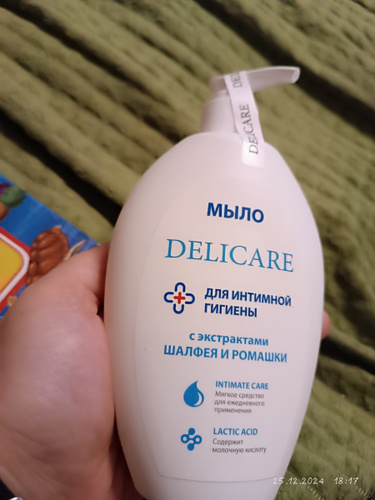 DELICARE
DELICARE
МЫЛО
DELICARE
ДЛЯ ИНТИМНОЙ
ГИГИЕНЫ
с экстрактами
ШАЛФЕЯ И РОМАШКИ
INTIMATE CARE
Мягкое средство
для ежедневного
применения
LACTIC ACID
Содержит
молочную кислоту
25.12.2024 18:17